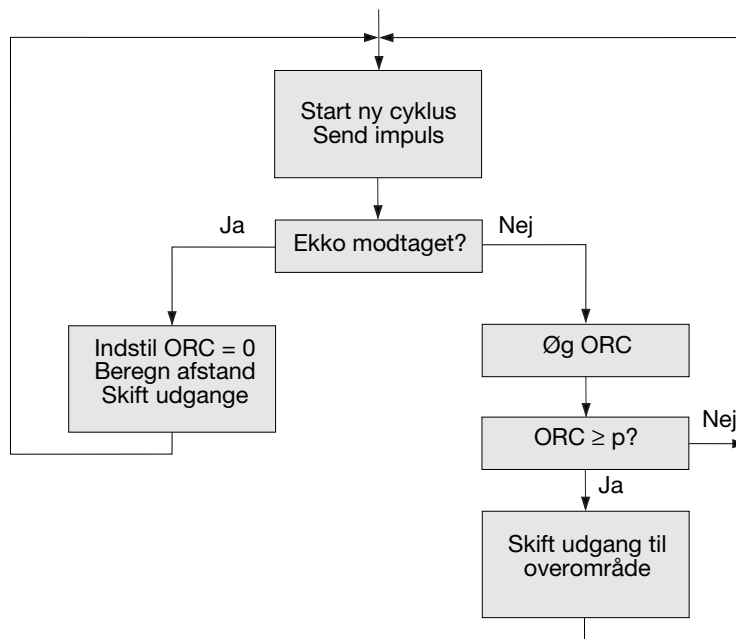 Start ny cyklus
Send impuls
Ja
Nej
Ekko modtaget?
Indstil ORC = 0
Beregn afstand
Skift udgange
Øg ORC
ORC ≥ p?
Nej
Ja
Skift udgang til
overområde